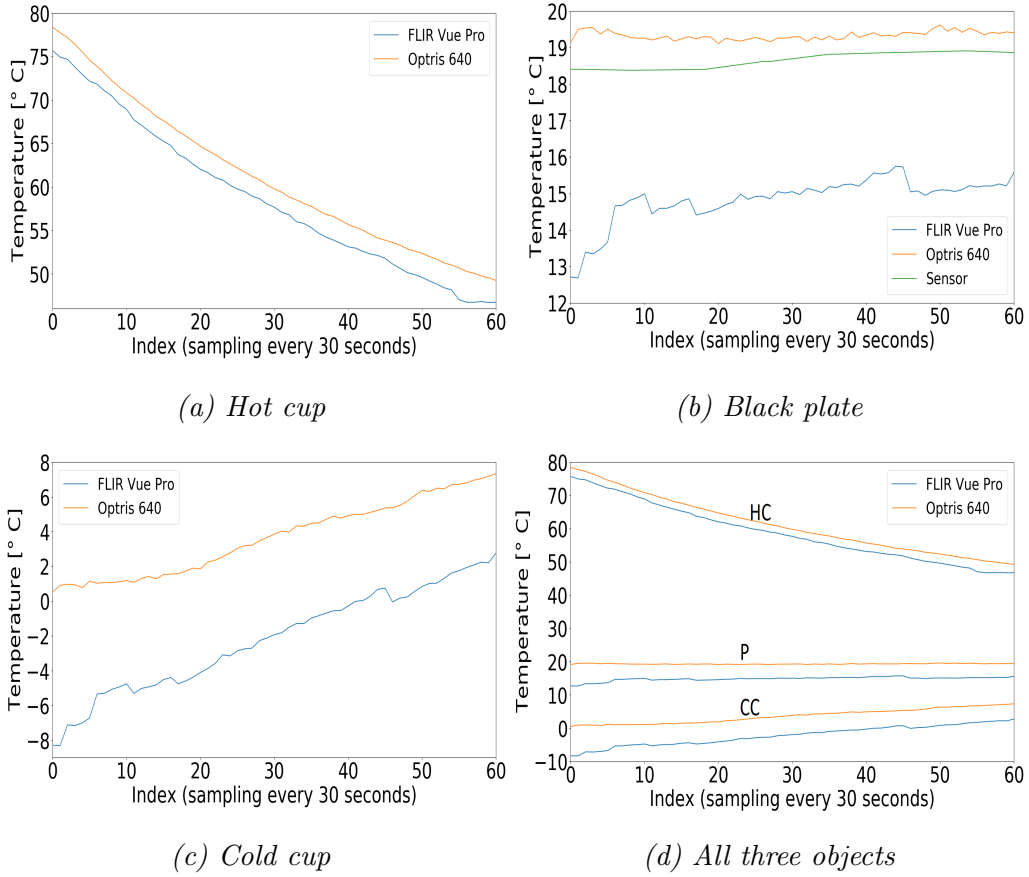 80
75
70
65
60
55
50
0 10 20 30 40 50 60
Temperature [° C]
Index (sampling every 30 seconds)
FLIR Vue Pro
Optris 640
(a) Hot cup
20
19
18
17
16
15
14
13
12
0 10 20 30 40 50 60
Temperature [° C]
Index (sampling every 30 seconds)
FLIR Vue Pro
Optris 640
Sensor
(b) Black plate
8
6
4
2
0
−2
−4
−6
−8
0 10 20 30 40 50 60
Temperature [° C]
Index (sampling every 30 seconds)
FLIR Vue Pro
Optris 640
(c) Cold cup
80
70
60
50
40
30
20
10
0
−10
0 10 20 30 40 50 60
Temperature [° C]
Index (sampling every 30 seconds)
FLIR Vue Pro
Optris 640
HC
P
CC
(d) All three objects